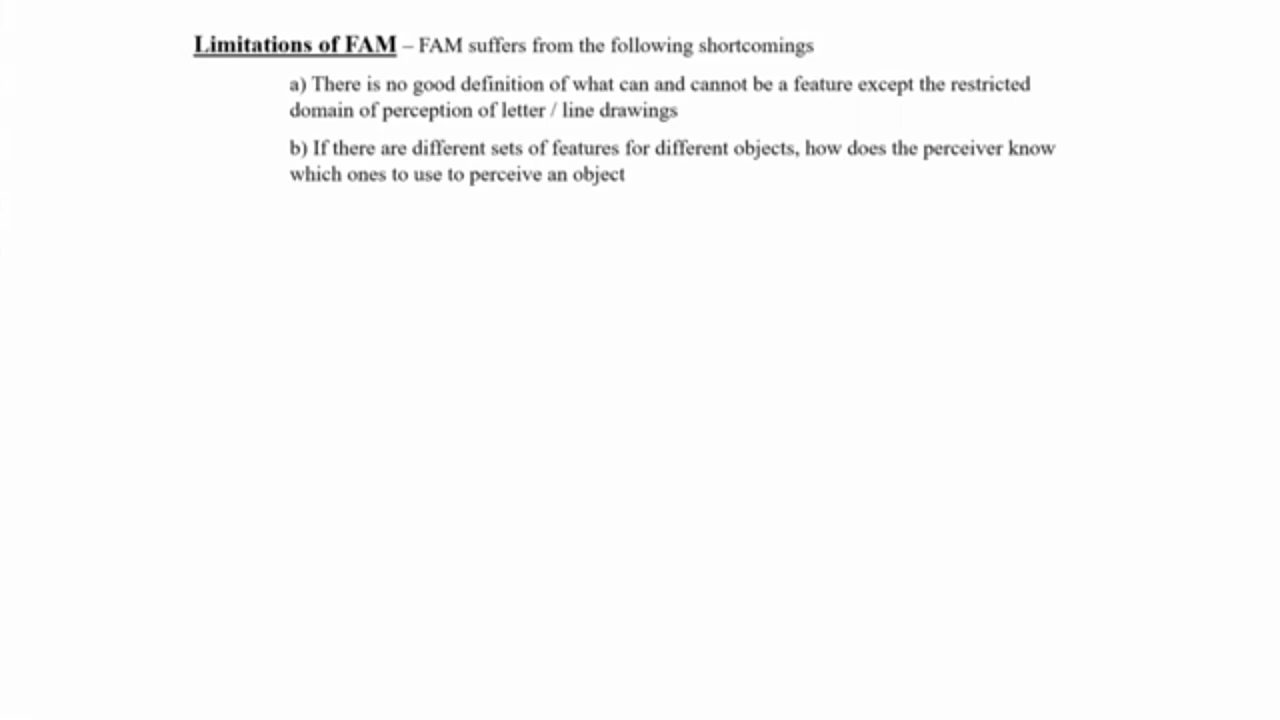 Limitations of FAM – FAM suffers from the following shortcomings
a) There is no good definition of what can and cannot be a feature except the restricted
domain of perception of letter / line drawings
b) If there are different sets of features for different objects, how does the perceiver know
which ones to use to perceive an object